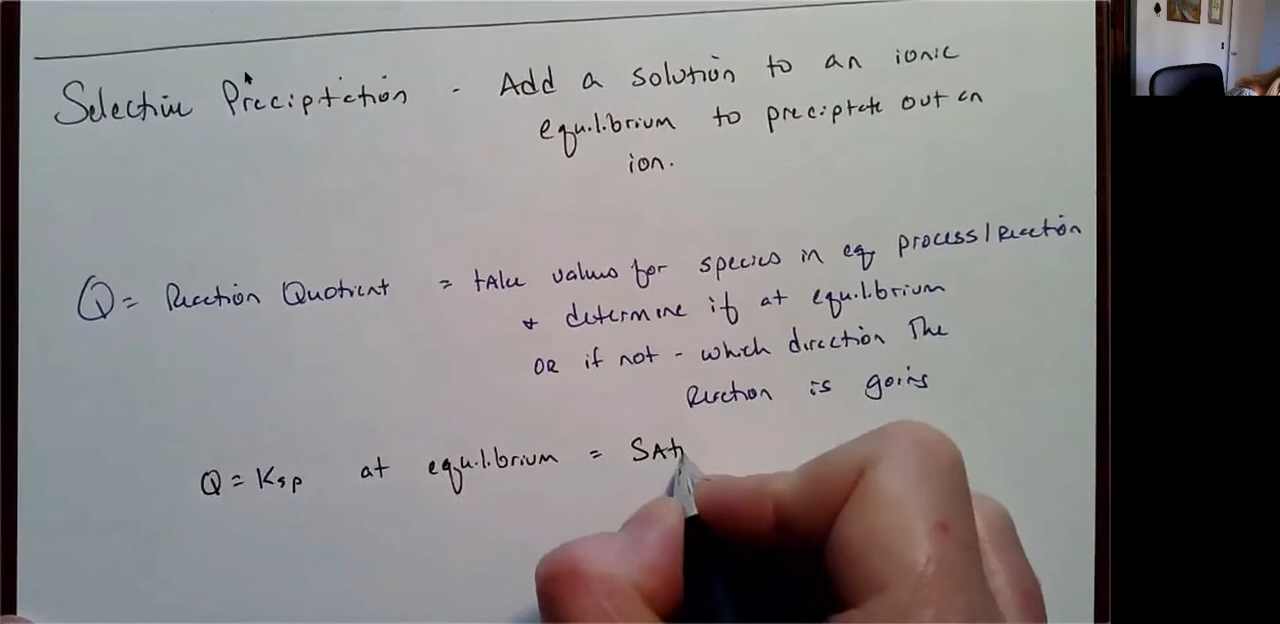 Selective Preciptation - Add a solution to an ionic
equilibrium to preciptate out an
ion.
Q = Reaction Quotient = take values for species in eq process/Reaction
+ determine if at equilibrium
OR if not - which direction The
Reaction is going
Q = Ksp at equilibrium = SAt